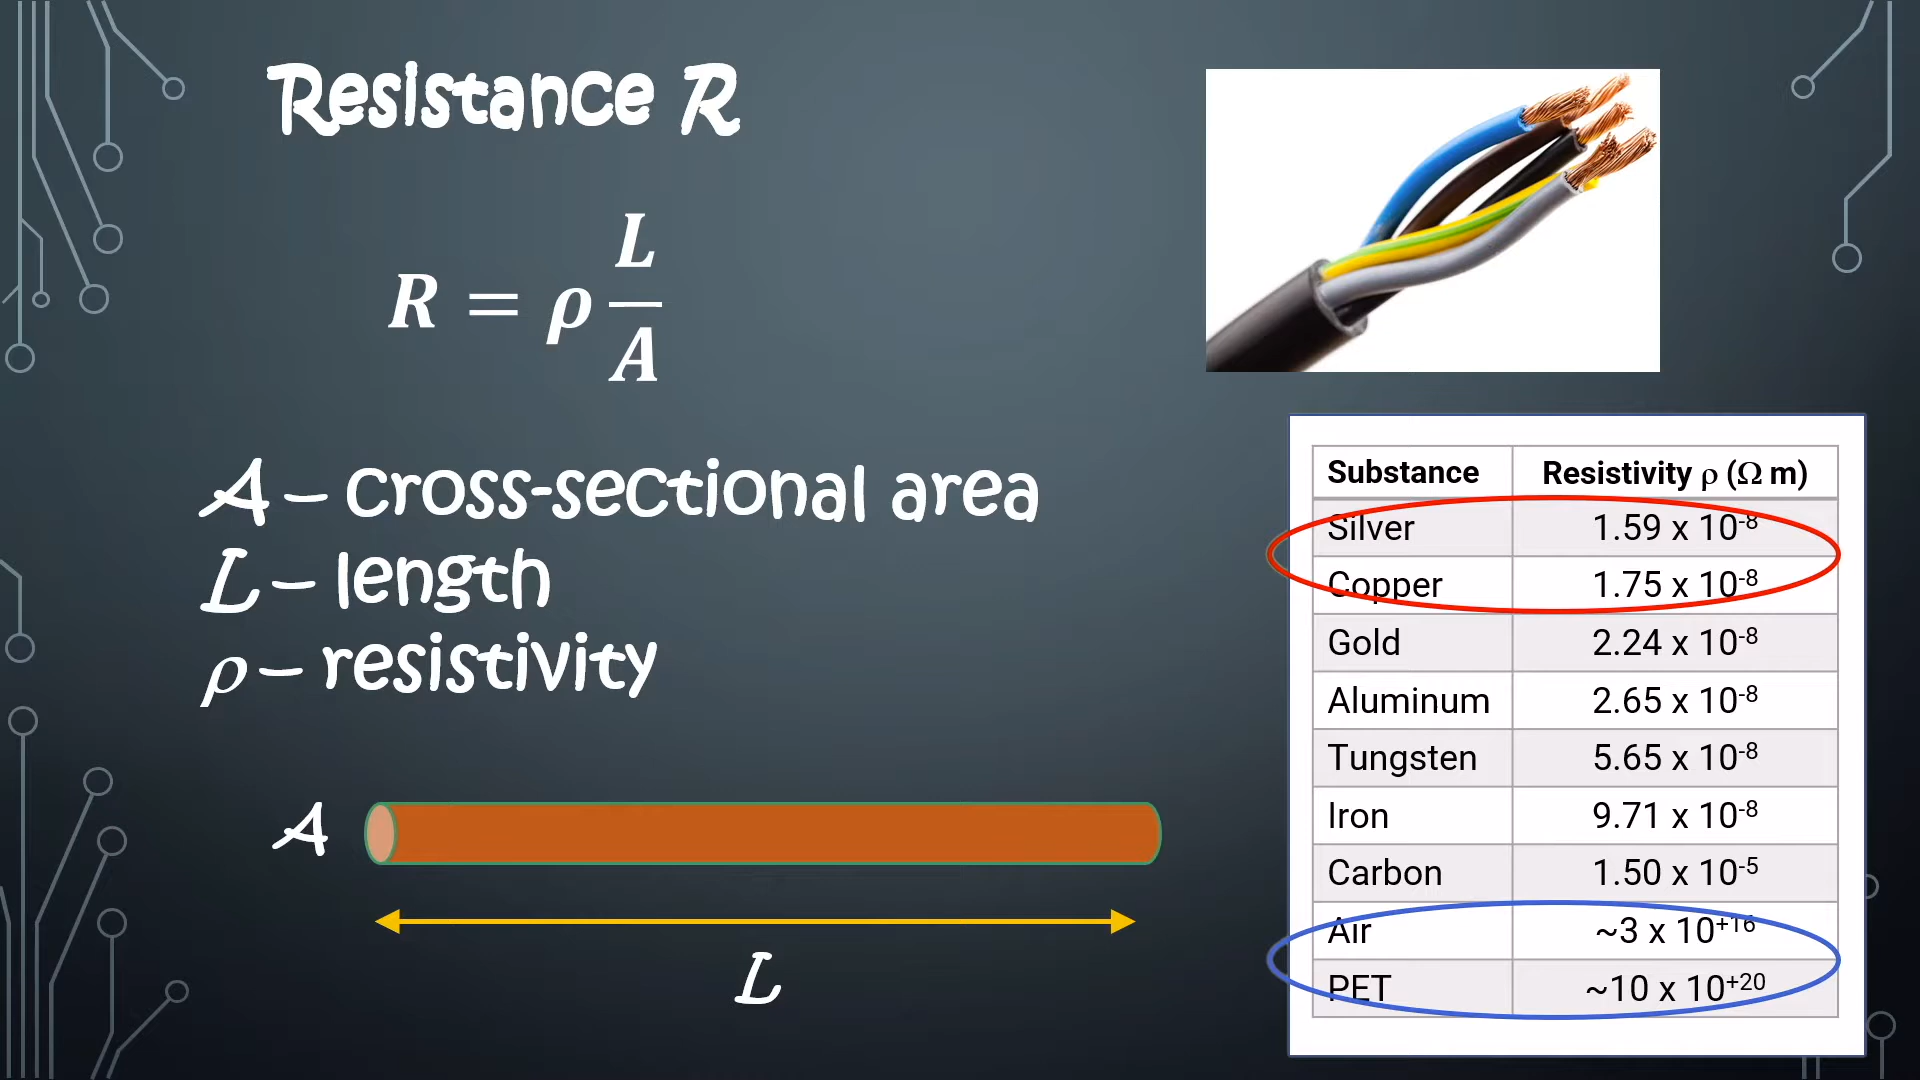 Resistance R
R = ρ L/A
A – cross-sectional area
L – length
ρ – resistivity
A
L
Substance Resistivity ρ (Ω m)
Silver 1.59 x 10⁻⁸
Copper 1.75 x 10⁻⁸
Gold 2.24 x 10⁻⁸
Aluminum 2.65 x 10⁻⁸
Tungsten 5.65 x 10⁻⁸
Iron 9.71 x 10⁻⁸
Carbon 1.50 x 10⁻⁵
Air ~3 x 10⁺¹⁶
PET ~10 x 10⁺²⁰